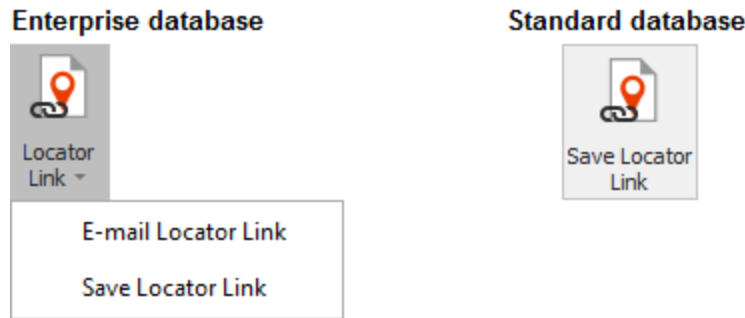 Enterprise database
Standard database
Locator
Link
E-mail Locator Link
Save Locator Link
Save Locator
Link